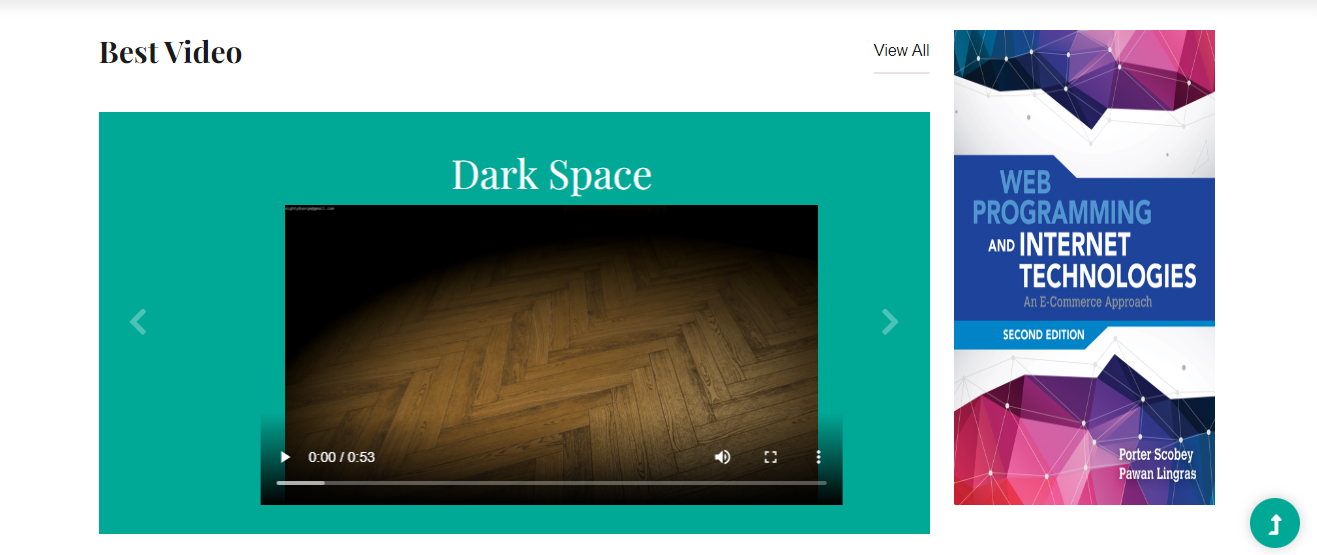 Best Video
View All
Dark Space
0:00 / 0:53
WEB
PROGRAMMING
AND INTERNET
TECHNOLOGIES
An E-Commerce Approach
SECOND EDITION
Porter Scobey
Pawan Lingras